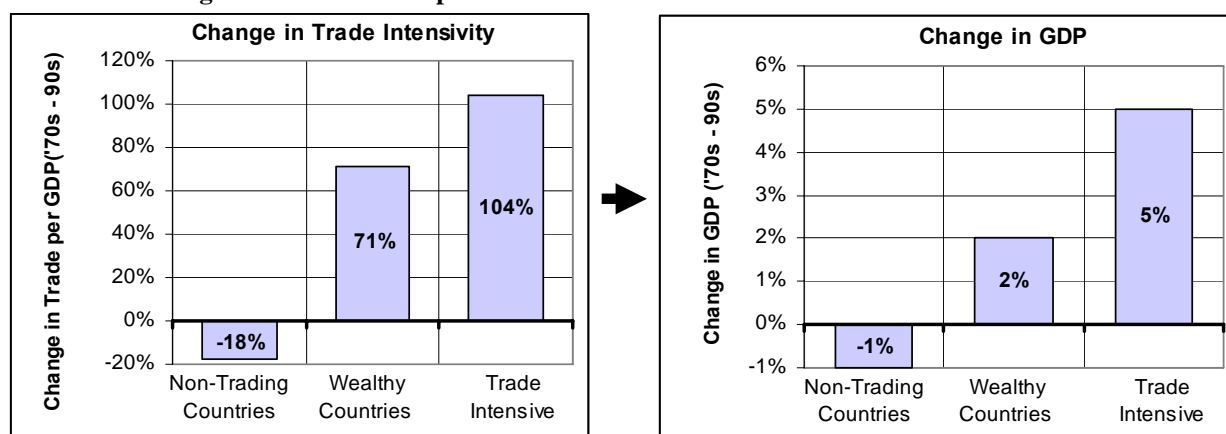 Change in Trade Intensivity
Change in Trade per GDP('70s - 90s)
120%
100%
80%
60%
40%
20%
0%
-20%
-18%
71%
104%
Non-Trading
Countries
Wealthy
Countries
Trade
Intensive
Change in GDP
Change in GDP ('70s - 90s)
6%
5%
4%
3%
2%
1%
0%
-1%
-1%
2%
5%
Non-Trading
Countries
Wealthy
Countries
Trade
Intensive